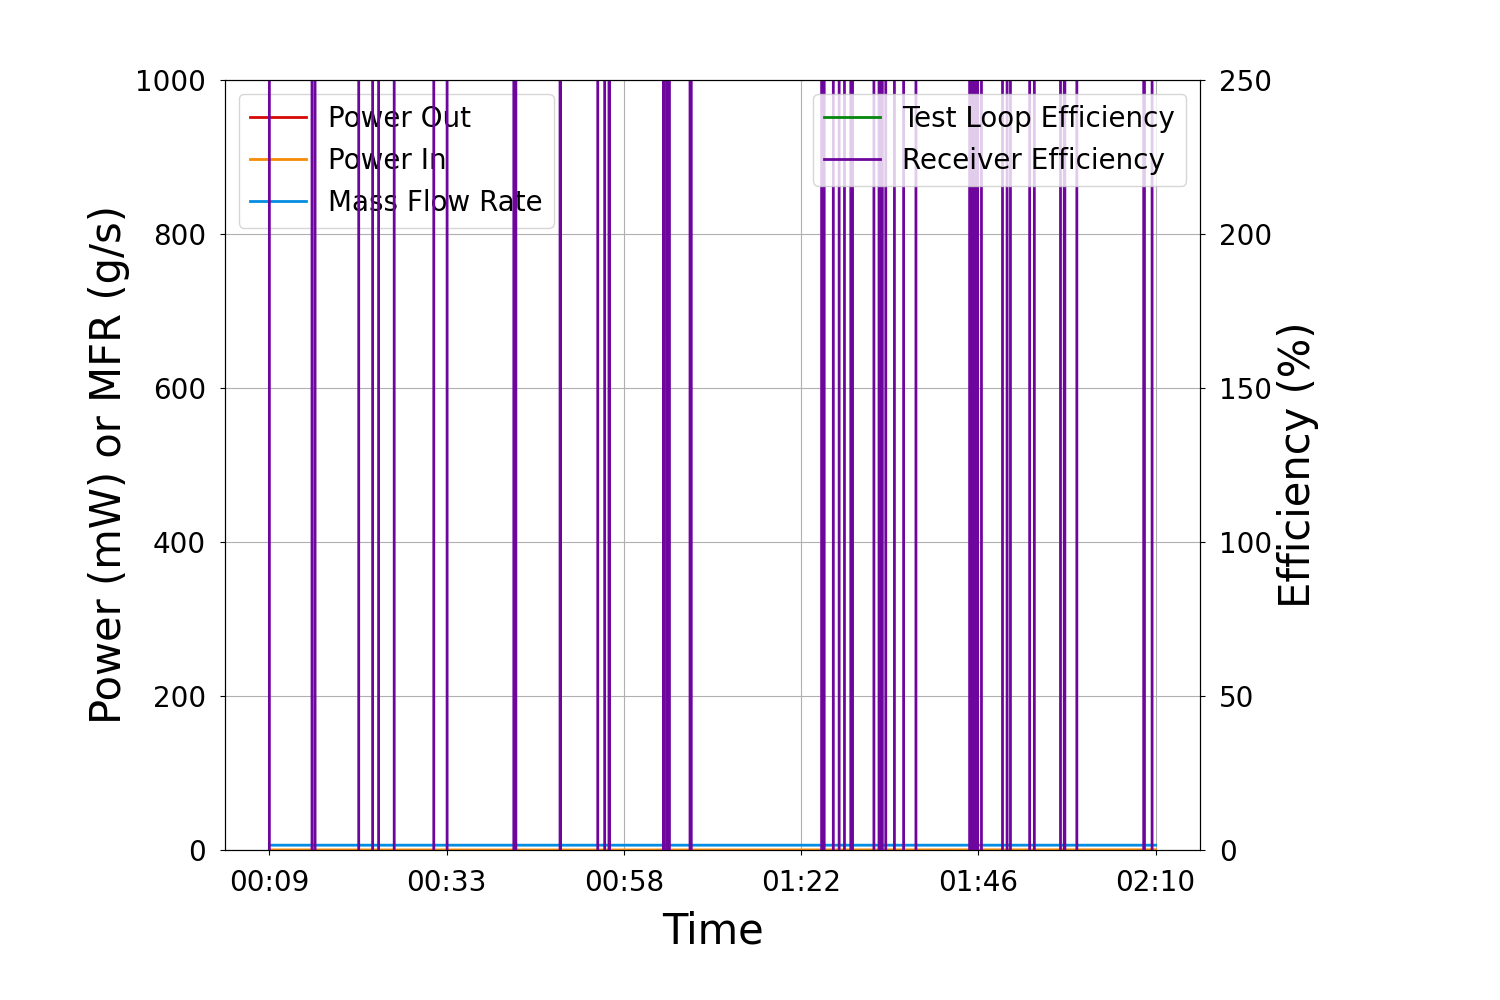 1000
800
600
400
200
0
Power (mW) or MFR (g/s)
Power Out
Power In
Mass Flow Rate
Test Loop Efficiency
Receiver Efficiency
250
200
150
100
50
0
Efficiency (%)
00:09
00:33
00:58
01:22
01:46
02:10
Time